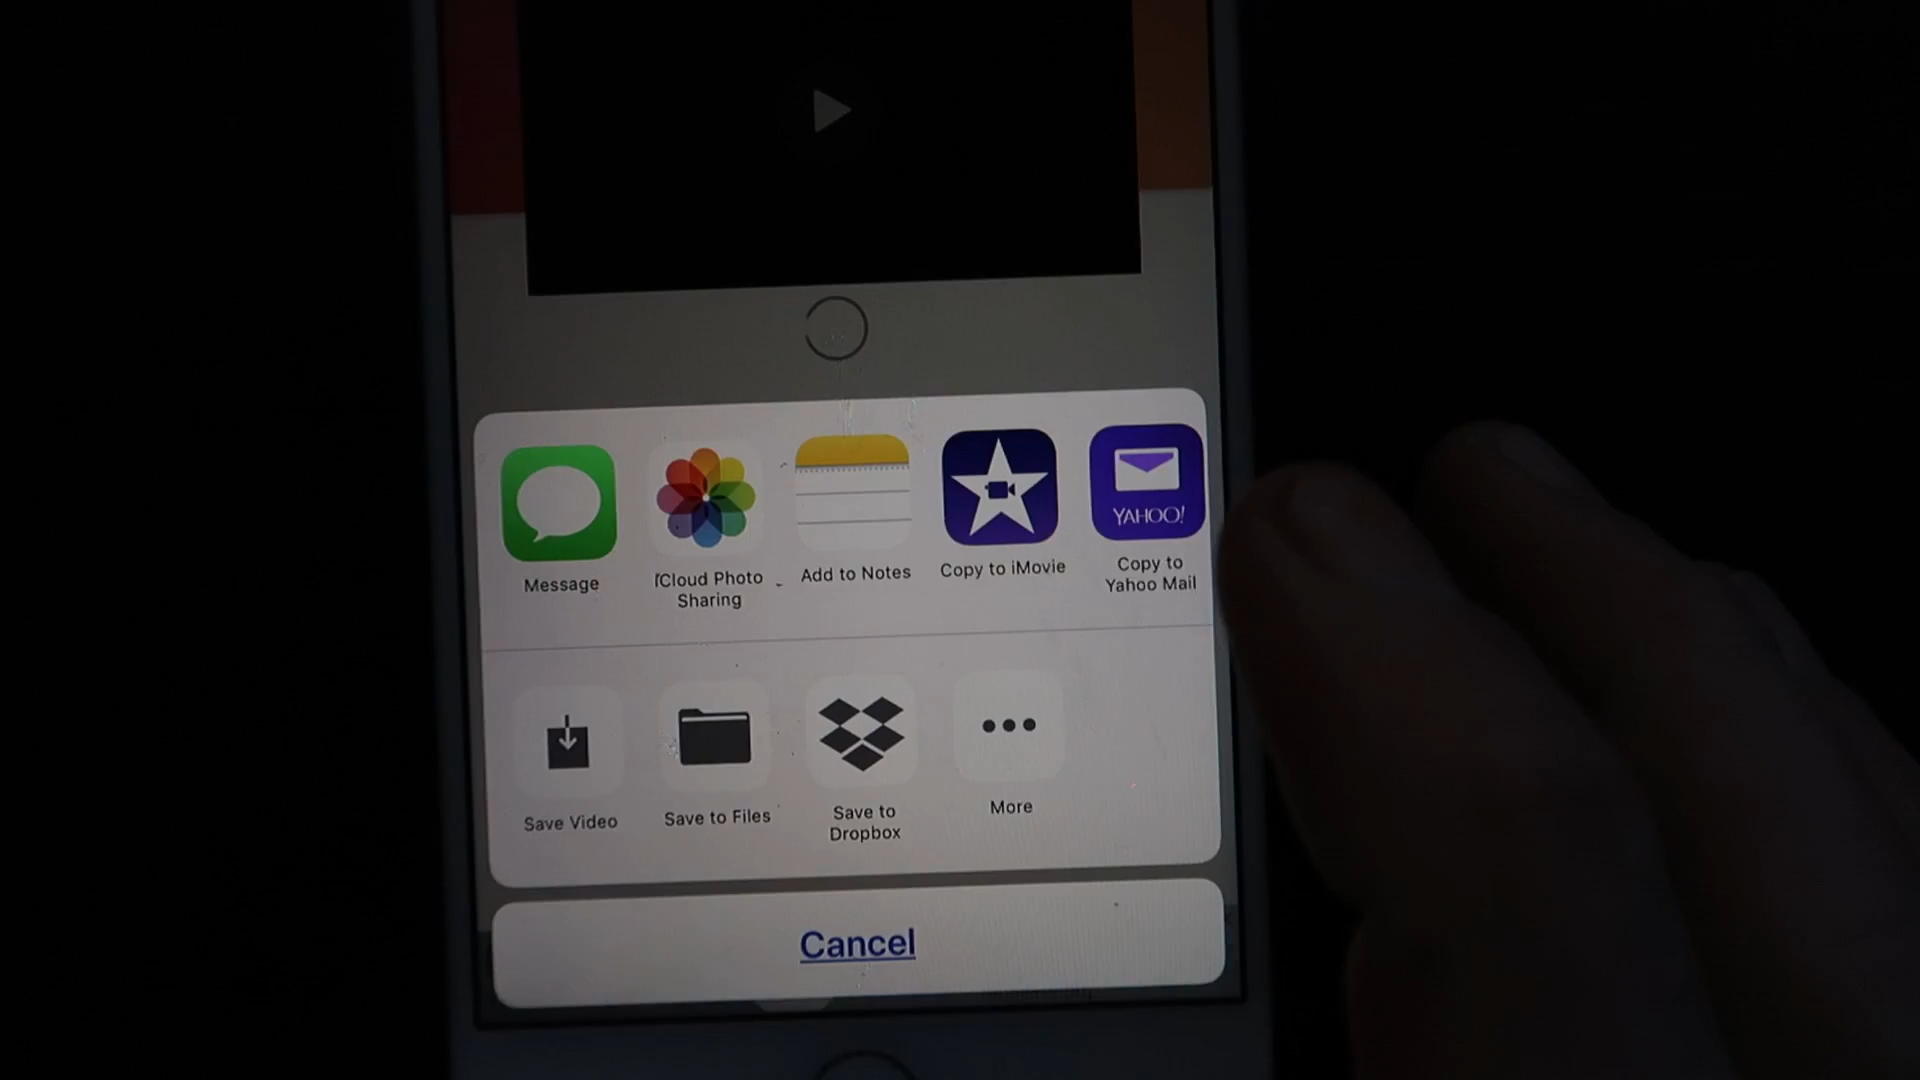 YAHOO!
Message
iCloud Photo
Sharing
Add to Notes
Copy to iMovie
Copy to
Yahoo Mail
Save Video
Save to Files
Save to
Dropbox
More
Cancel